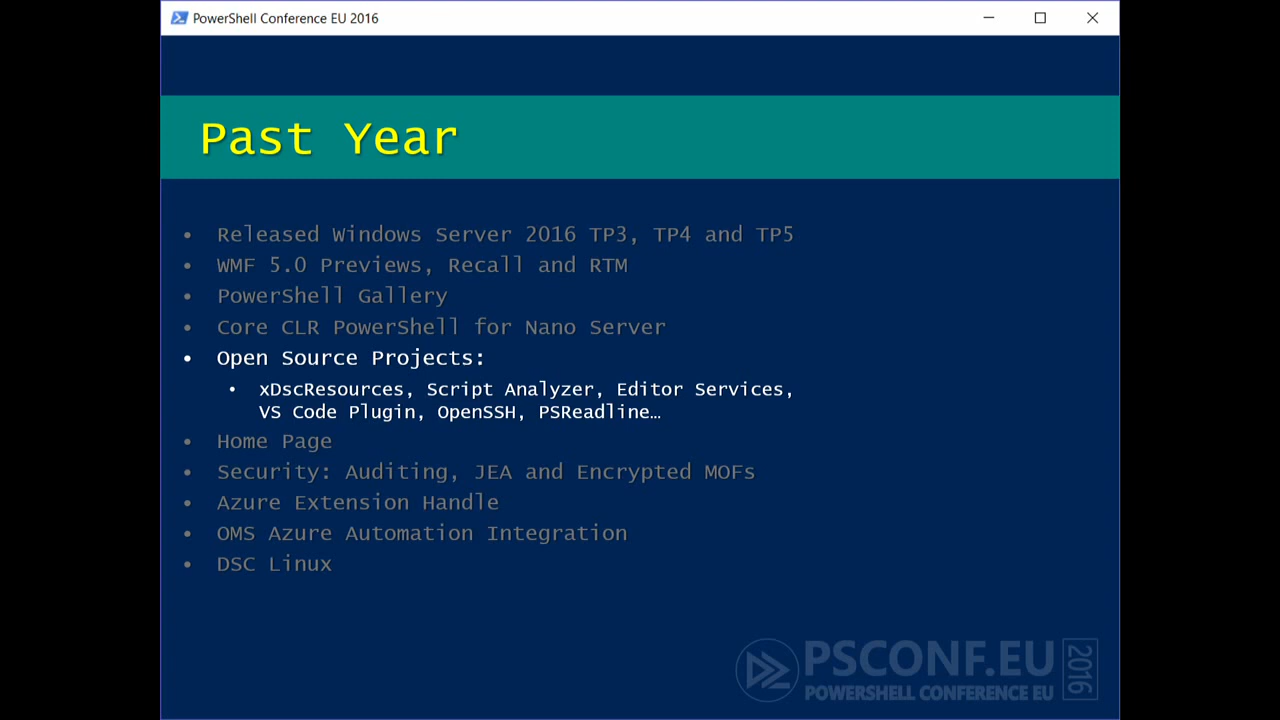 PowerShell Conference EU 2016
Past Year
• Released Windows Server 2016 TP3, TP4 and TP5
• WMF 5.0 Previews, Recall and RTM
• PowerShell Gallery
• Core CLR PowerShell for Nano Server
• Open Source Projects:
• xDscResources, Script Analyzer, Editor Services,
VS Code Plugin, OpenSSH, PSReadline…
• Home Page
• Security: Auditing, JEA and Encrypted MOFs
• Azure Extension Handle
• OMS Azure Automation Integration
• DSC Linux
PSCONF.EU
2016
POWERSHELL CONFERENCE EU